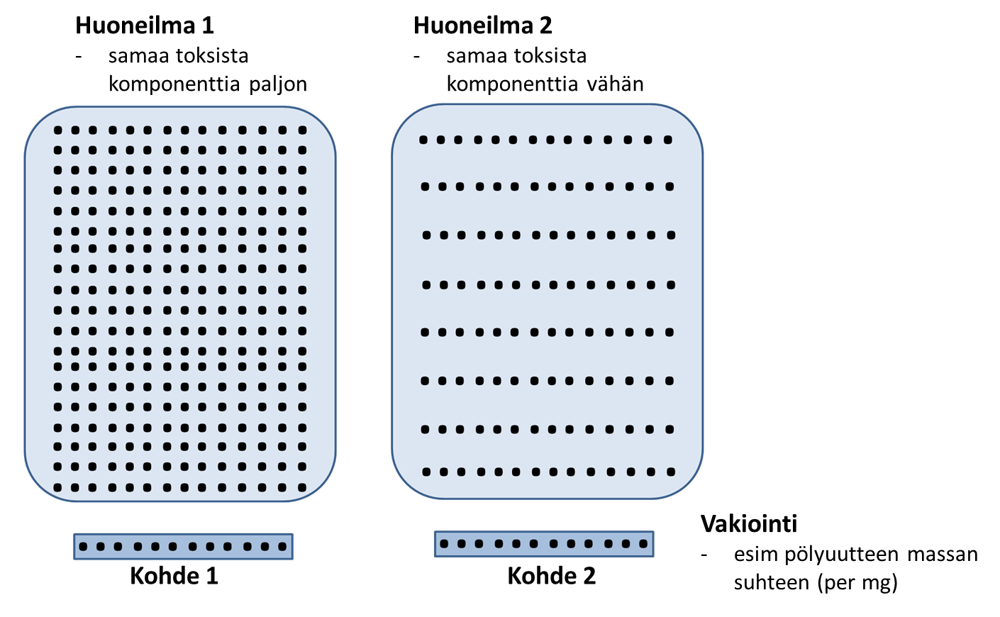 Huoneilma 1
- samaa toksista
komponenttia paljon
Huoneilma 2
- samaa toksista
komponenttia vähän
Kohde 1
Kohde 2
Vakiointi
- esim pölyuutteen massan
suhteen (per mg)